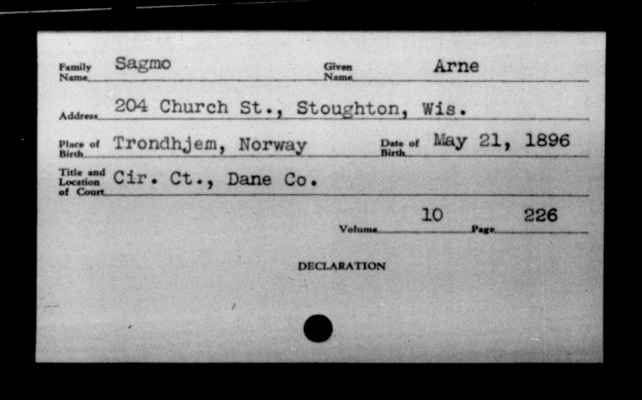 Family Name Sagmo Given Name Arne
Address 204 Church St., Stoughton, Wis.
Place of Birth Trondhjem, Norway Date of Birth May 21, 1896
Title and Location of Court Cir. Ct., Dane Co.
Volume 10 Page 226
DECLARATION